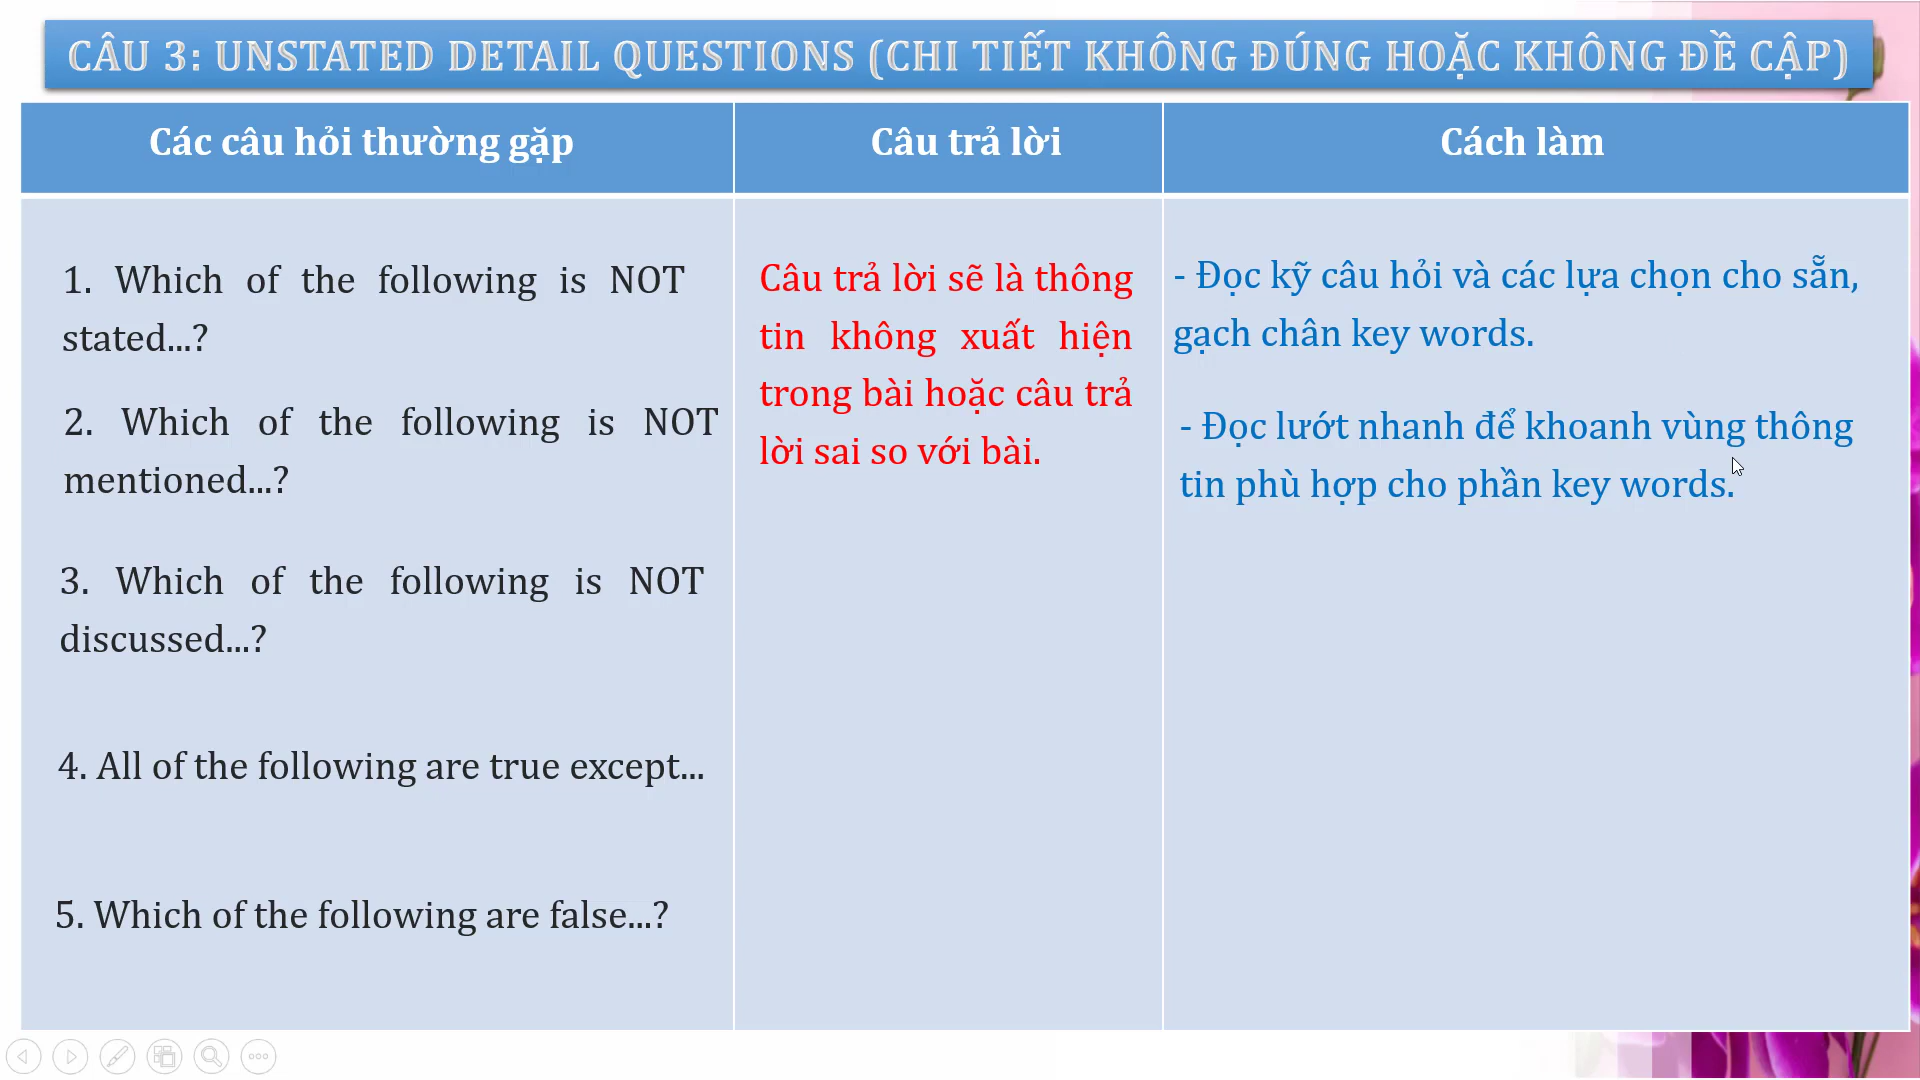 CÂU 3: UNSTATED DETAIL QUESTIONS (CHI TIẾT KHÔNG ĐÚNG HOẶC KHÔNG ĐỀ CẬP)
Các câu hỏi thường gặp
Câu trả lời
Cách làm
1. Which of the following is NOT
stated...?
2. Which of the following is NOT
mentioned...?
3. Which of the following is NOT
discussed...?
4. All of the following are true except...
5. Which of the following are false...?
Câu trả lời sẽ là thông
tin không xuất hiện
trong bài hoặc câu trả
lời sai so với bài.
- Đọc kỹ câu hỏi và các lựa chọn cho sẵn,
gạch chân key words.
- Đọc lướt nhanh để khoanh vùng thông
tin phù hợp cho phần key words.